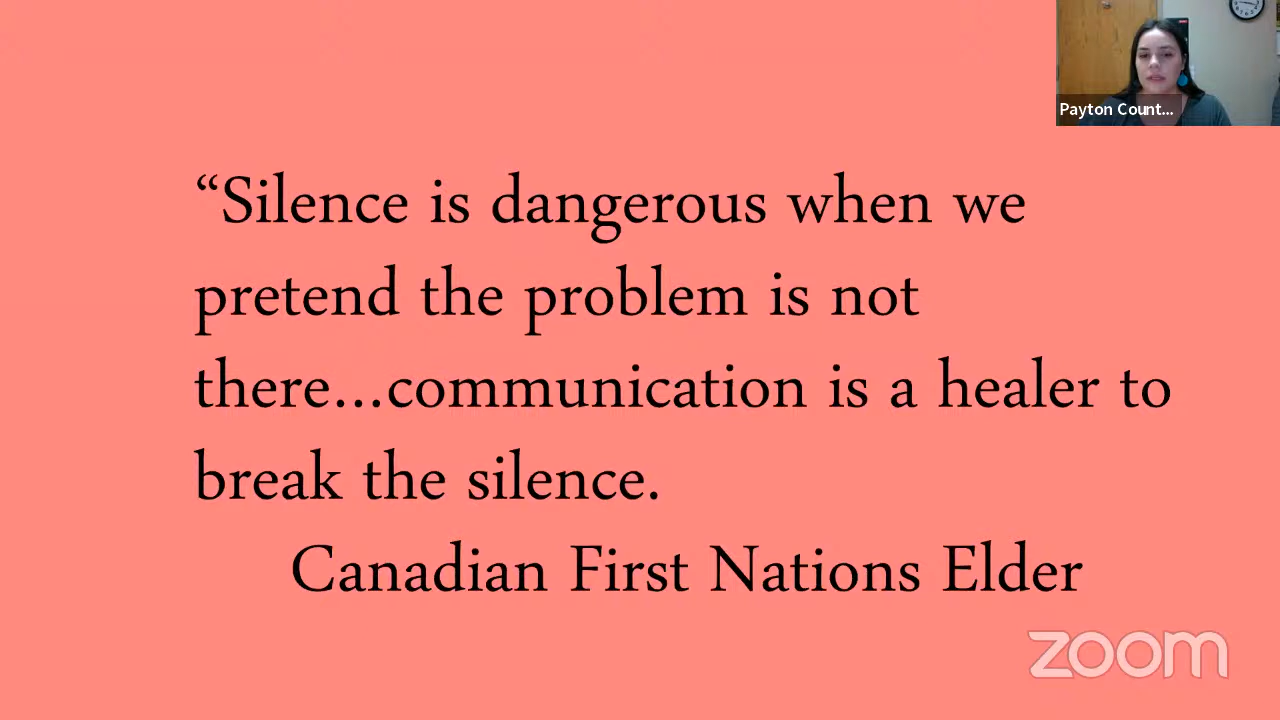 Payton Count...
“Silence is dangerous when we
pretend the problem is not
there...communication is a healer to
break the silence.
Canadian First Nations Elder
zoom